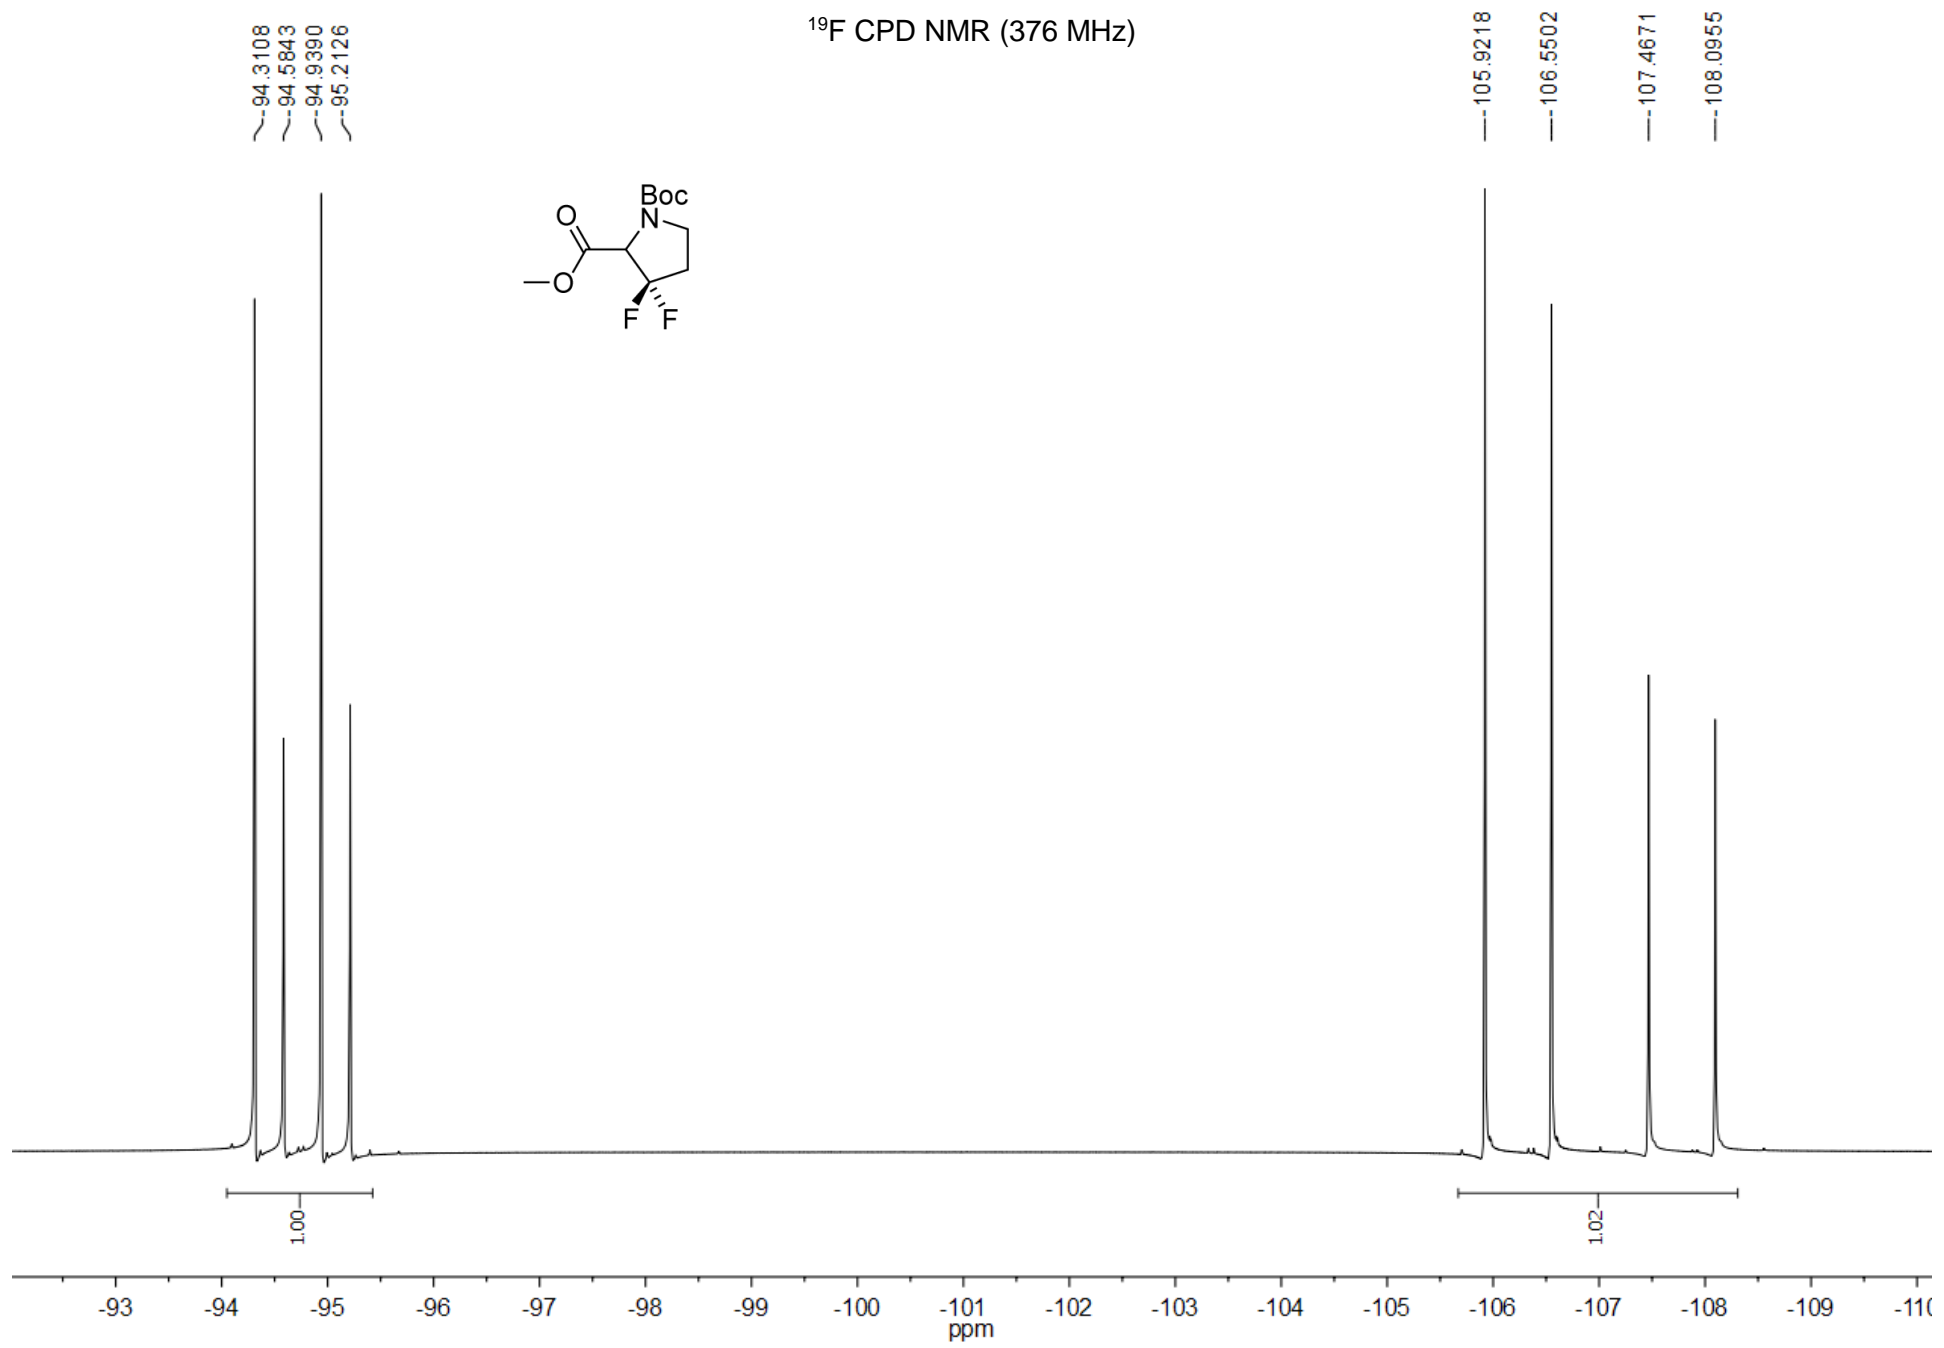 ¹⁹F CPD NMR (376 MHz)
-94.3108
-94.5843
-94.9390
-95.2126
-105.9218
-106.5502
-107.4671
-108.0955
Boc
O
N
O
F
F
1.00
1.02
-93 -94 -95 -96 -97 -98 -99 -100 -101 -102 -103 -104 -105 -106 -107 -108 -109 -110
ppm